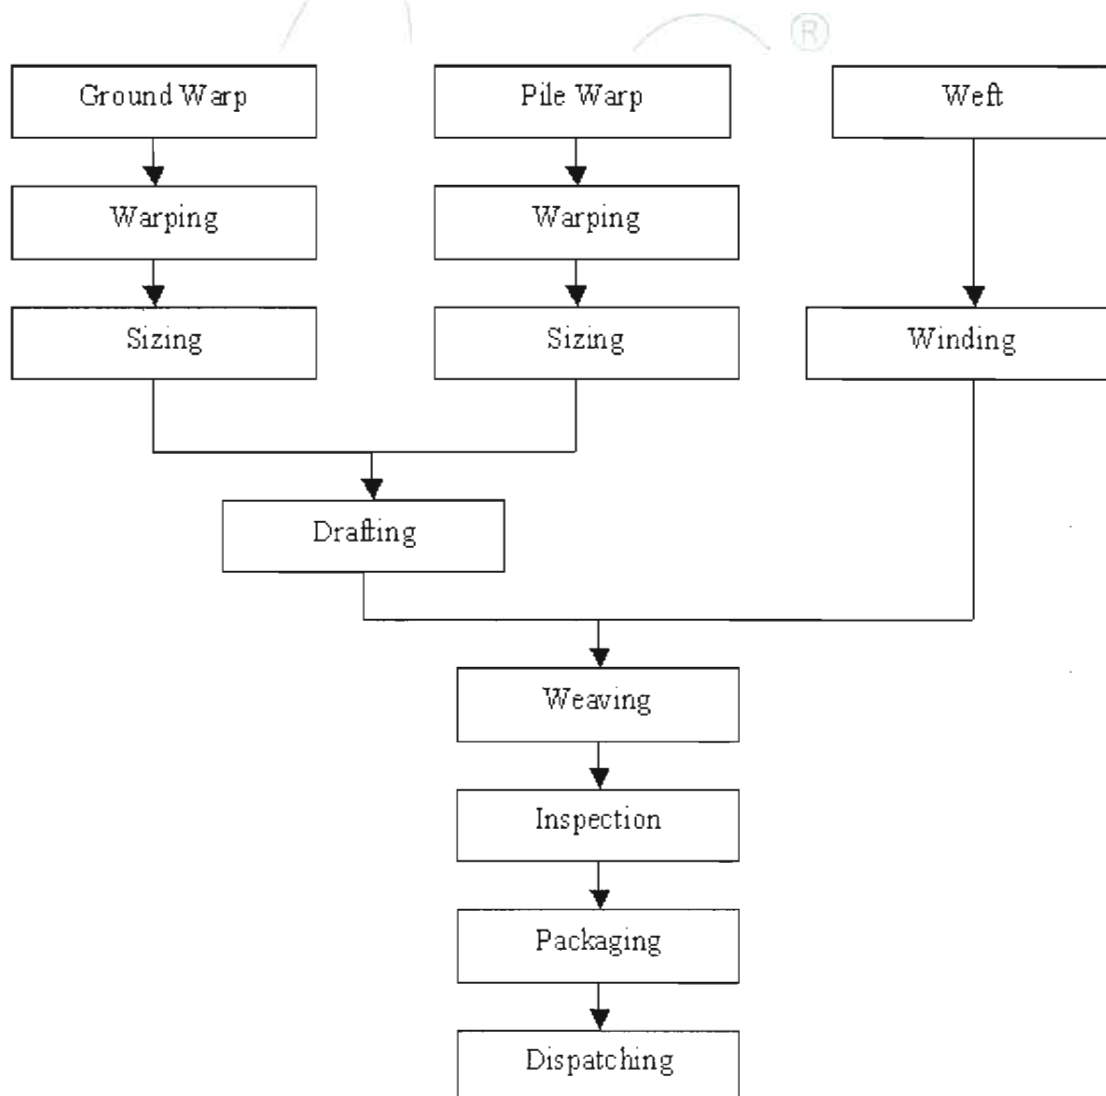 ®
Ground Warp
Pile Warp
Weft
Warping
Warping
Sizing
Sizing
Winding
Drafting
Weaving
Inspection
Packaging
Dispatching